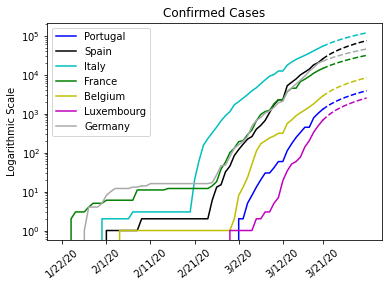 Confirmed Cases
Logarithmic Scale
10⁵
10⁴
10³
10²
10¹
10⁰
Portugal
Spain
Italy
France
Belgium
Luxembourg
Germany
1/22/20
2/1/20
2/11/20
2/21/20
3/2/20
3/12/20
3/21/20